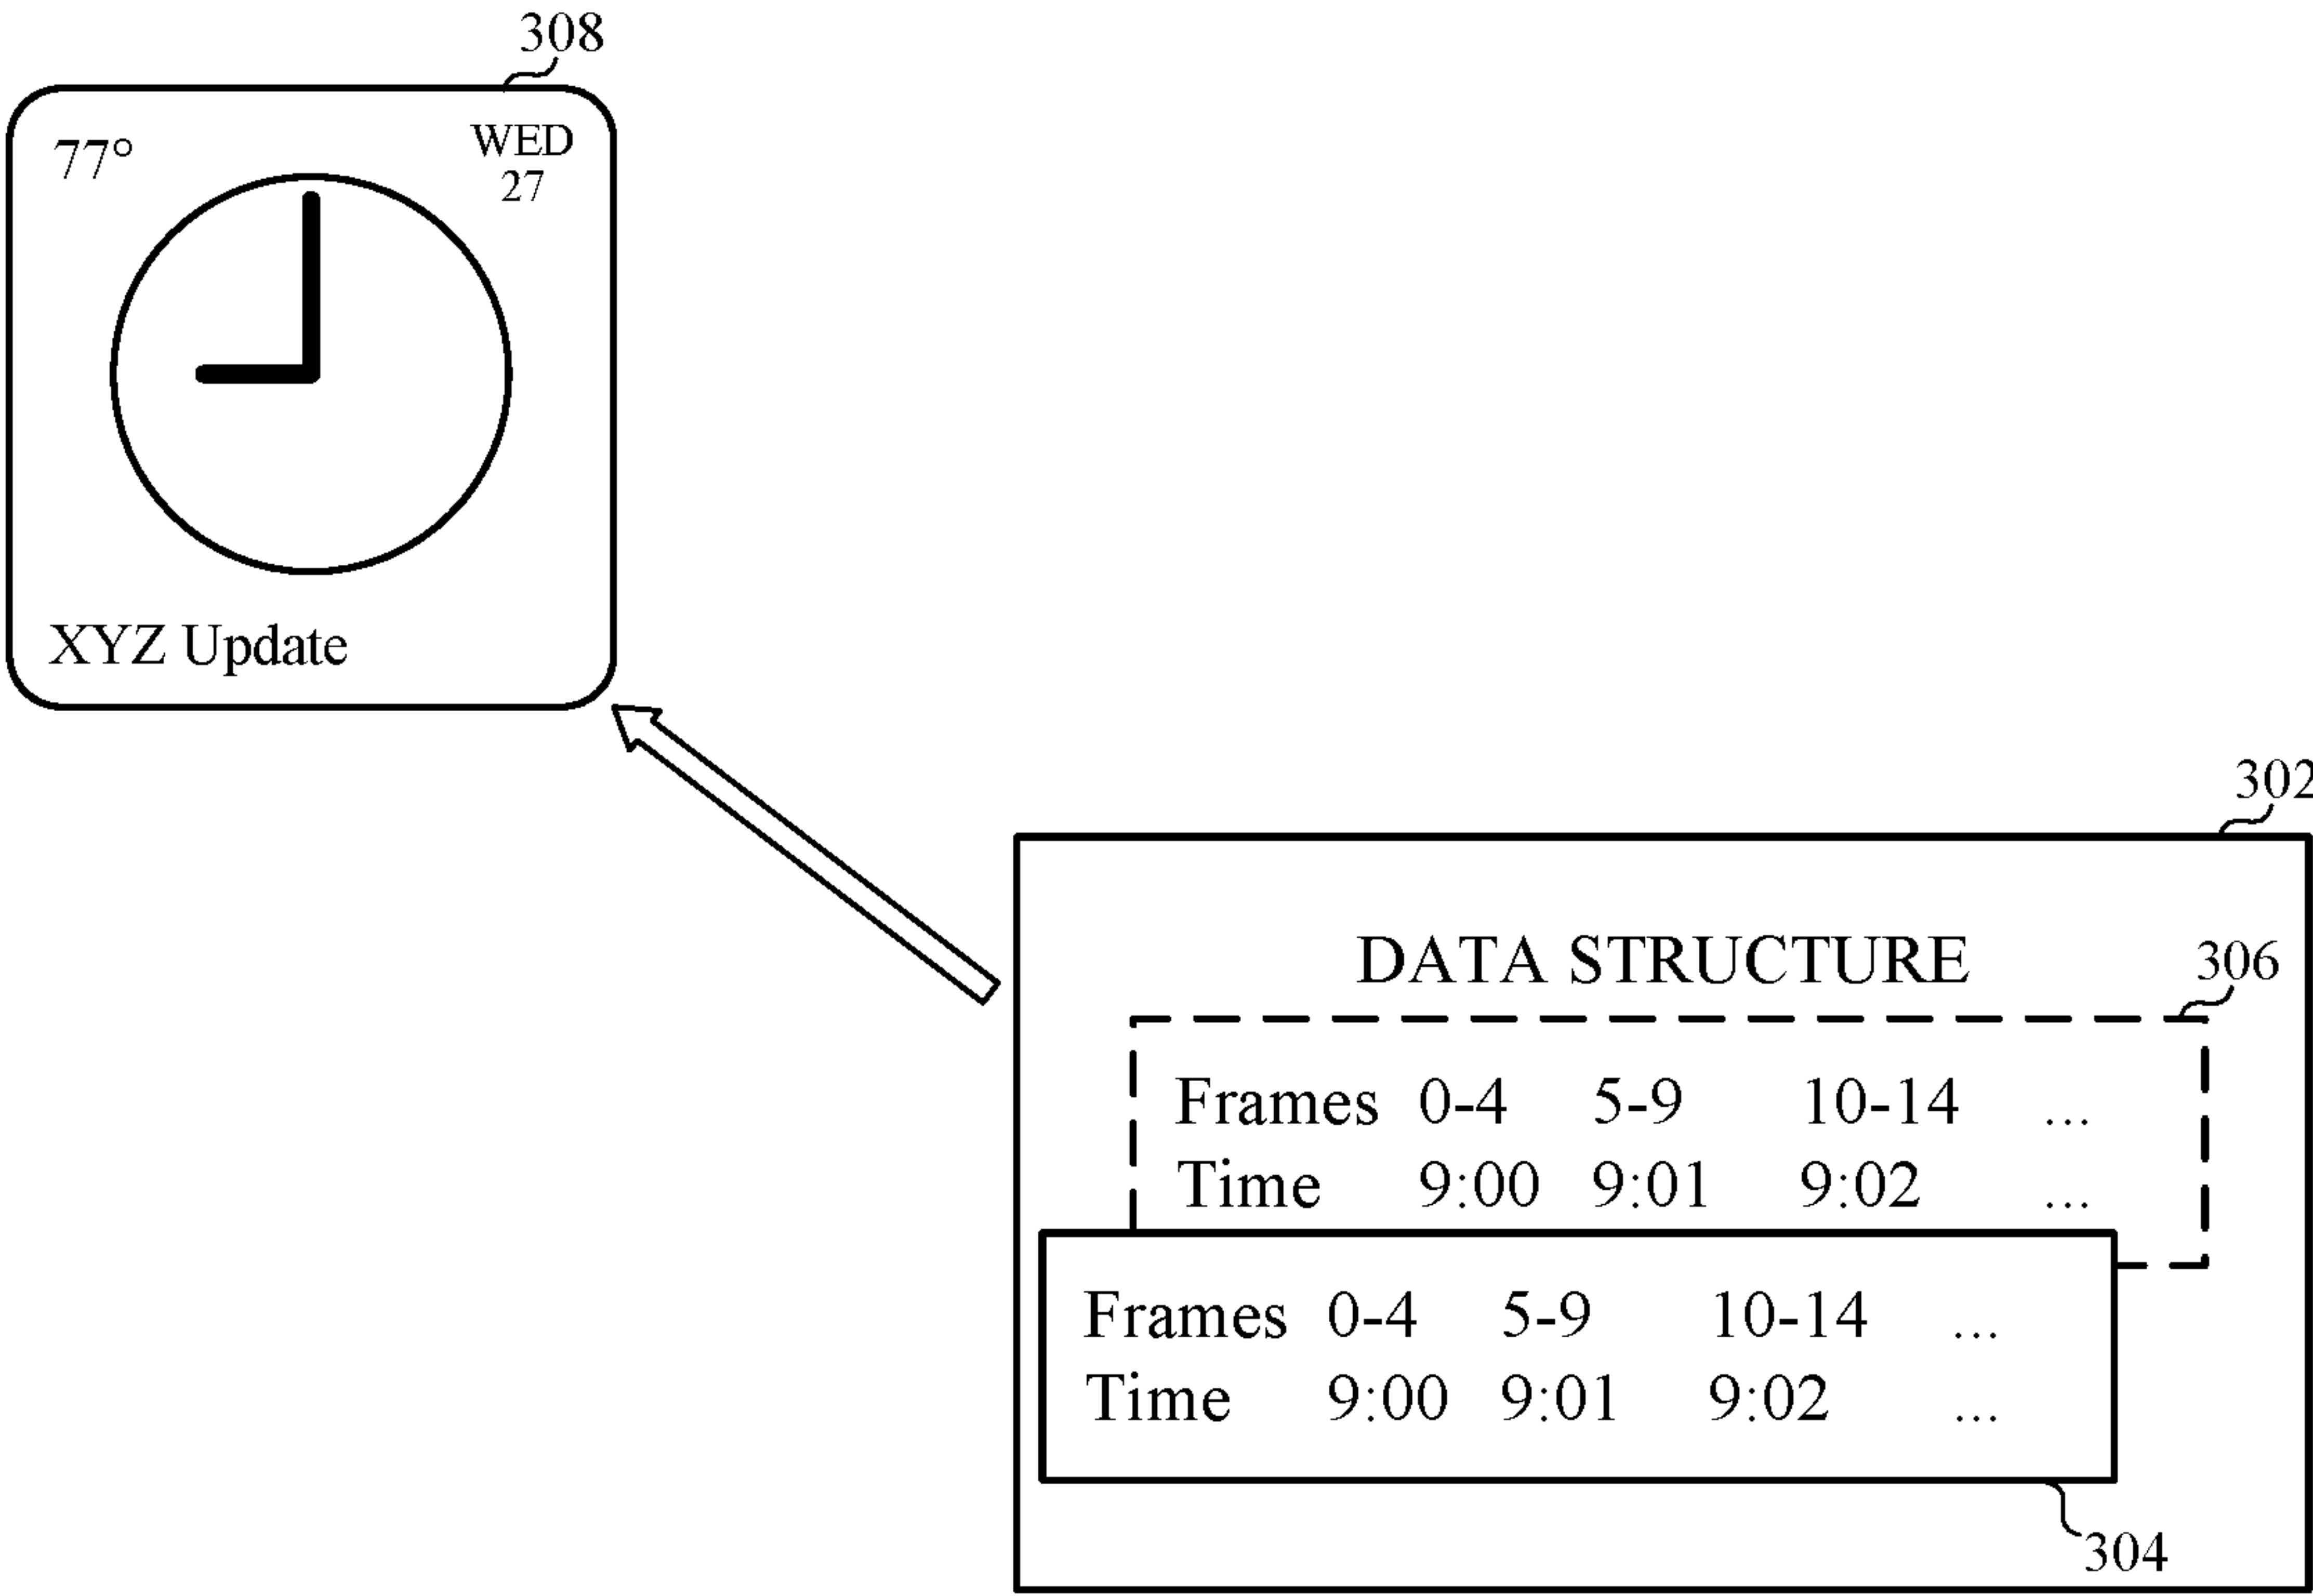 308
77°
WED
27
XYZ Update
302
DATA STRUCTURE
306
Frames 0-4 5-9 10-14 ...
Time 9:00 9:01 9:02 ...
Frames 0-4 5-9 10-14 ...
Time 9:00 9:01 9:02 ...
304